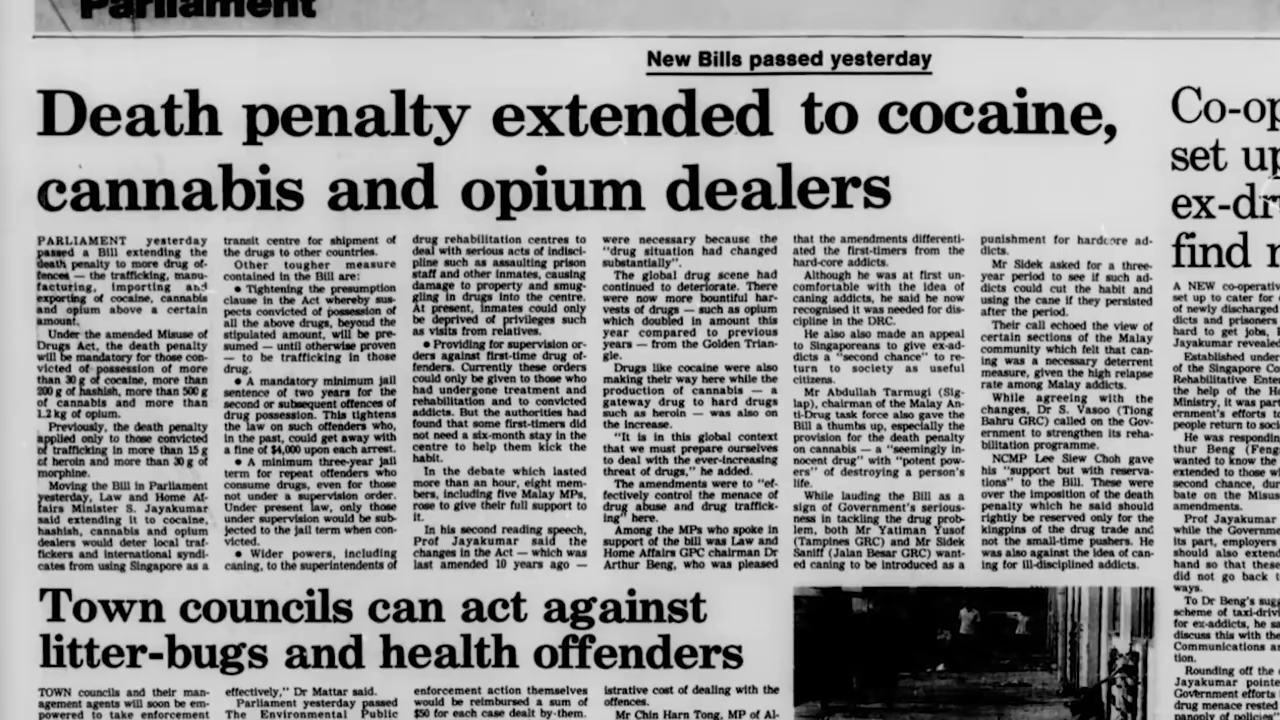 Parliament
New Bills passed yesterday
Death penalty extended to cocaine,
cannabis and opium dealers
PARLIAMENT yesterday
passed a Bill extending the
death penalty to more drug of-
fences — the trafficking, manu-
facturing, importing and
exporting of cocaine, cannabis
and opium above a certain
amount.
Under the amended Misuse of
Drugs Act, the death penalty
will be mandatory for those con-
victed of possession of more
than 30 g of cocaine, more than
200 g of hashish, more than 500 g
of cannabis and more than
1.2 kg of opium.
Previously, the death penalty
applied only to those convicted
of trafficking in more than 15 g
of heroin and more than 30 g of
morphine.
Moving the Bill in Parliament
yesterday, Law and Home Af-
fairs Minister S. Jayakumar
said extending it to cocaine,
hashish, cannabis and opium
dealers would deter local traf-
fickers and international syndi-
cates from using Singapore as a
transit centre for shipment of
the drugs to other countries.
Other tougher measure
contained in the Bill are:
● Tightening the presumption
clause in the Act whereby sus-
pects convicted of possession of
all the above drugs, beyond the
stipulated amount, will be pre-
sumed — until otherwise proven
— to be trafficking in those
drug.
● A mandatory minimum jail
sentence of two years for the
second or subsequent offences of
drug possession. This tightens
the law on such offenders who,
in the past, could get away with
a fine of $4,000 upon each arrest.
● A minimum three-year jail
term for repeat offenders who
consume drugs, even for those
not under a supervision order.
Under present law, only those
under supervision would be sub-
jected to the jail term when con-
victed.
● Wider powers, including
caning, to the superintendents of
drug rehabilitation centres to
deal with serious acts of indisci-
pline such as assaulting prison
staff and other inmates, causing
damage to property and smug-
gling in drugs into the centre.
At present, inmates could only
be deprived of privileges such
as visits from relatives.
● Providing for supervision or-
ders against first-time drug of-
fenders. Currently these orders
could only be given to those who
had undergone treatment and
rehabilitation and to convicted
addicts. But the authorities had
found that some first-timers did
not need a six-month stay in the
centre to help them kick the
habit.
In the debate which lasted
more than an hour, eight mem-
bers, including five Malay MPs,
rose to give their full support to
it.
In his second reading speech,
Prof Jayakumar said the
changes in the Act — which was
last amended 10 years ago —
were necessary because the
"drug situation had changed
substantially".
The global drug scene had
continued to deteriorate. There
were now more bountiful har-
vests of drugs — such as opium
which doubled in amount this
year compared to previous
years — from the Golden Trian-
gle.
Drugs like cocaine were also
making their way here while the
production of cannabis — a
gateway drug to hard drugs
such as heroin — was also on
the increase.
"It is in this global context
that we must prepare ourselves
to deal with the ever-increasing
threat of drugs," he added.
The amendments were to "ef-
fectively control the menace of
drug abuse and drug traffick-
ing" here.
Among the MPs who spoke in
support of the bill was Law and
Home Affairs GPC chairman Dr
Arthur Beng, who was pleased
that the amendments differenti-
ated the first-timers from the
hard-core addicts.
Although he was at first un-
comfortable with the idea of
caning addicts, he said he now
recognised it was needed for dis-
cipline in the DRC.
He also also made an appeal
to Singaporeans to give ex-ad-
dicts a "second chance" to re-
turn to society as useful
citizens.
Mr Abdullah Tarmugi (Sig-
lap), chairman of the Malay An-
ti-Drug task force also gave the
Bill a thumbs up, especially the
provision for the death penalty
on cannabis — a "seemingly in-
nocent drug" with "potent pow-
ers" of destroying a person's
life.
While lauding the Bill as a
sign of Government's serious-
ness in tackling the drug prob-
lem, both Mr Yatiman Yusof
(Tampines GRC) and Mr Sidek
Saniff (Jalan Besar GRC) want-
ed caning to be introduced as a
punishment for hardcore ad-
dicts.
Mr Sidek asked for a three-
year period to see if such ad-
dicts could cut the habit and
using the cane if they persisted
after the period.
Their call echoed the view of
certain sections of the Malay
community which felt that can-
ing was a necessary deterrent
measure, given the high relapse
rate among Malay addicts.
While agreeing with the
changes, Dr S. Vasoo (Tiong
Bahru GRC) called on the Gov-
ernment to strengthen its reha-
bilitation programme.
NCMP Lee Siew Choh gave
his "support but with reserva-
tions" to the Bill. These were
over the imposition of the death
penalty which he said should
rightly be reserved only for the
kingpins of the drug trade and
not the small-time pushers. He
was also against the idea of can-
ing for ill-disciplined addicts.
Co-op
set up
ex-dru
find
A NEW co-operativ
set up to cater for
of newly discharged
dicts and prisoners
hard to get jobs,
Jayakumar reveale
Established under
of the Singapore Co
Rehabilitative Ente
the help of the Ho
Ministry, it was part
ernment's efforts to
people return to soci
He was respondin
thur Beng (Feng
wanted to know the
extended to those wi
second chance, dur
bate on the Misus
amendments.
Prof Jayakumar
while the Governme
its part, employers
should also extend
hand so that these
did not go back t
ways.
To Dr Beng's sugg
scheme of taxi-drivi
for ex-addicts, he sa
discuss this with the
Communications a
tion.
Rounding off the
Jayakumar pointe
Government efforts
drug menace rested
panoply of policie
Town councils can act against
litter-bugs and health offenders
TOWN councils and their man-
agement agents will soon be em-
powered to take enforcement
effectively," Dr Mattar said.
Parliament yesterday passed
The Environmental Public
enforcement action themselves
would be reimbursed a sum of
$50 for each case dealt by-them.
istrative cost of dealing with the
offences.
Mr Chin Harn Tong, MP of Al-